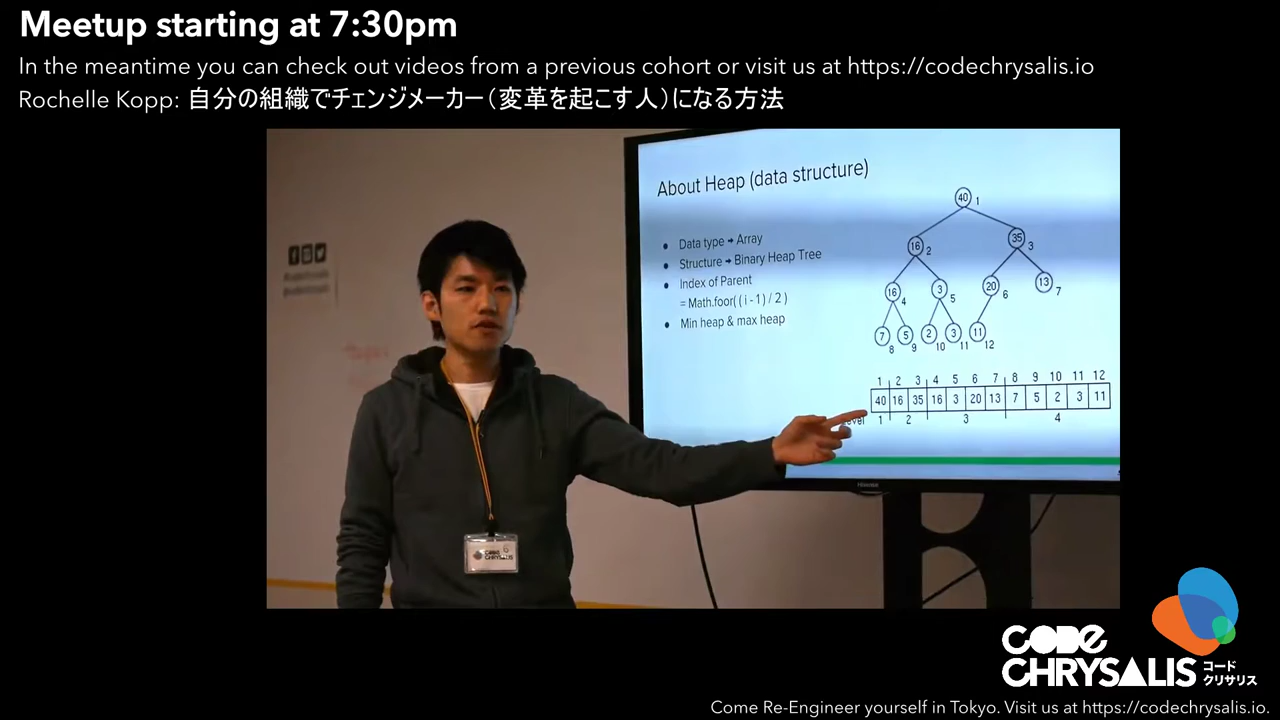 Meetup starting at 7:30pm
In the meantime you can check out videos from a previous cohort or visit us at https://codechrysalis.io
Rochelle Kopp: 自分の組織でチェンジメーカー（変革を起こす人）になる方法
About Heap (data structure)
● Data type → Array
● Structure → Binary Heap Tree
● Index of Parent
= Math.foor( ( i - 1 ) / 2 )
● Min heap & max heap
40 1
16 2 35 3
16 4 3 5 20 6 13 7
7 8 5 9 2 10 3 11 11 12
1 2 3 4 5 6 7 8 9 10 11 12
40 16 35 16 3 20 13 7 5 2 3 11
1 2 3 4
CODE CHRYSALIS
CODE
CHRYSALIS
コード
クリサリス
Come Re-Engineer yourself in Tokyo. Visit us at https://codechrysalis.io.